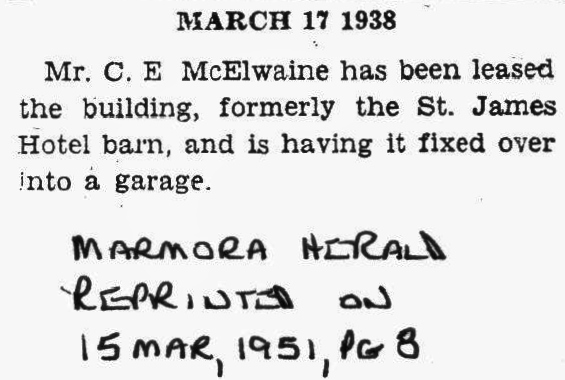 MARCH 17 1938
Mr. C. E McElwaine has been leased
the building, formerly the St. James
Hotel barn, and is having it fixed over
into a garage.
MARMORA HERALD
REPRINTED ON
15 MAR, 1951, PG 8